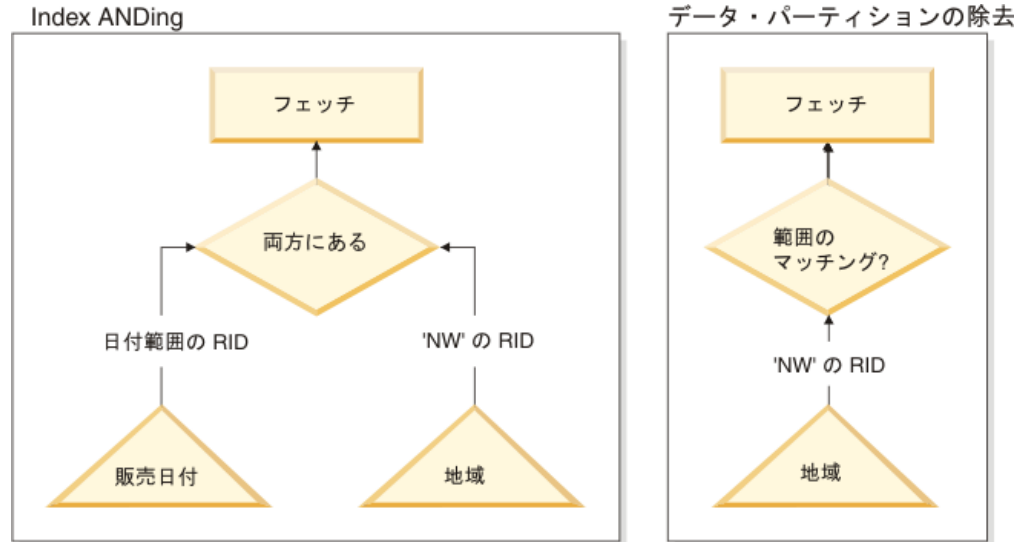 Index ANDing
フェッチ
両方にある
日付範囲の RID
'NW' の RID
販売日付
地域
データ・パーティションの除去
フェッチ
範囲の
マッチング?
'NW' の RID
地域